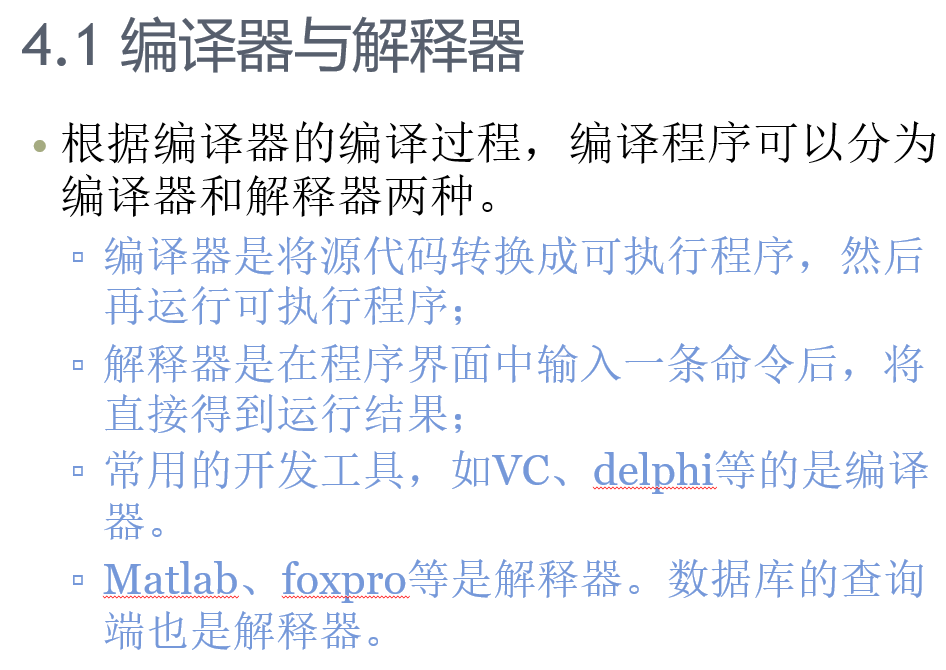 4.1 编译器与解释器
• 根据编译器的编译过程，编译程序可以分为
编译器和解释器两种。
▫ 编译器是将源代码转换成可执行程序，然后
再运行可执行程序；
▫ 解释器是在程序界面中输入一条命令后，将
直接得到运行结果；
▫ 常用的开发工具，如VC、delphi等的是编译
器。
▫ Matlab、foxpro等是解释器。数据库的查询
端也是解释器。